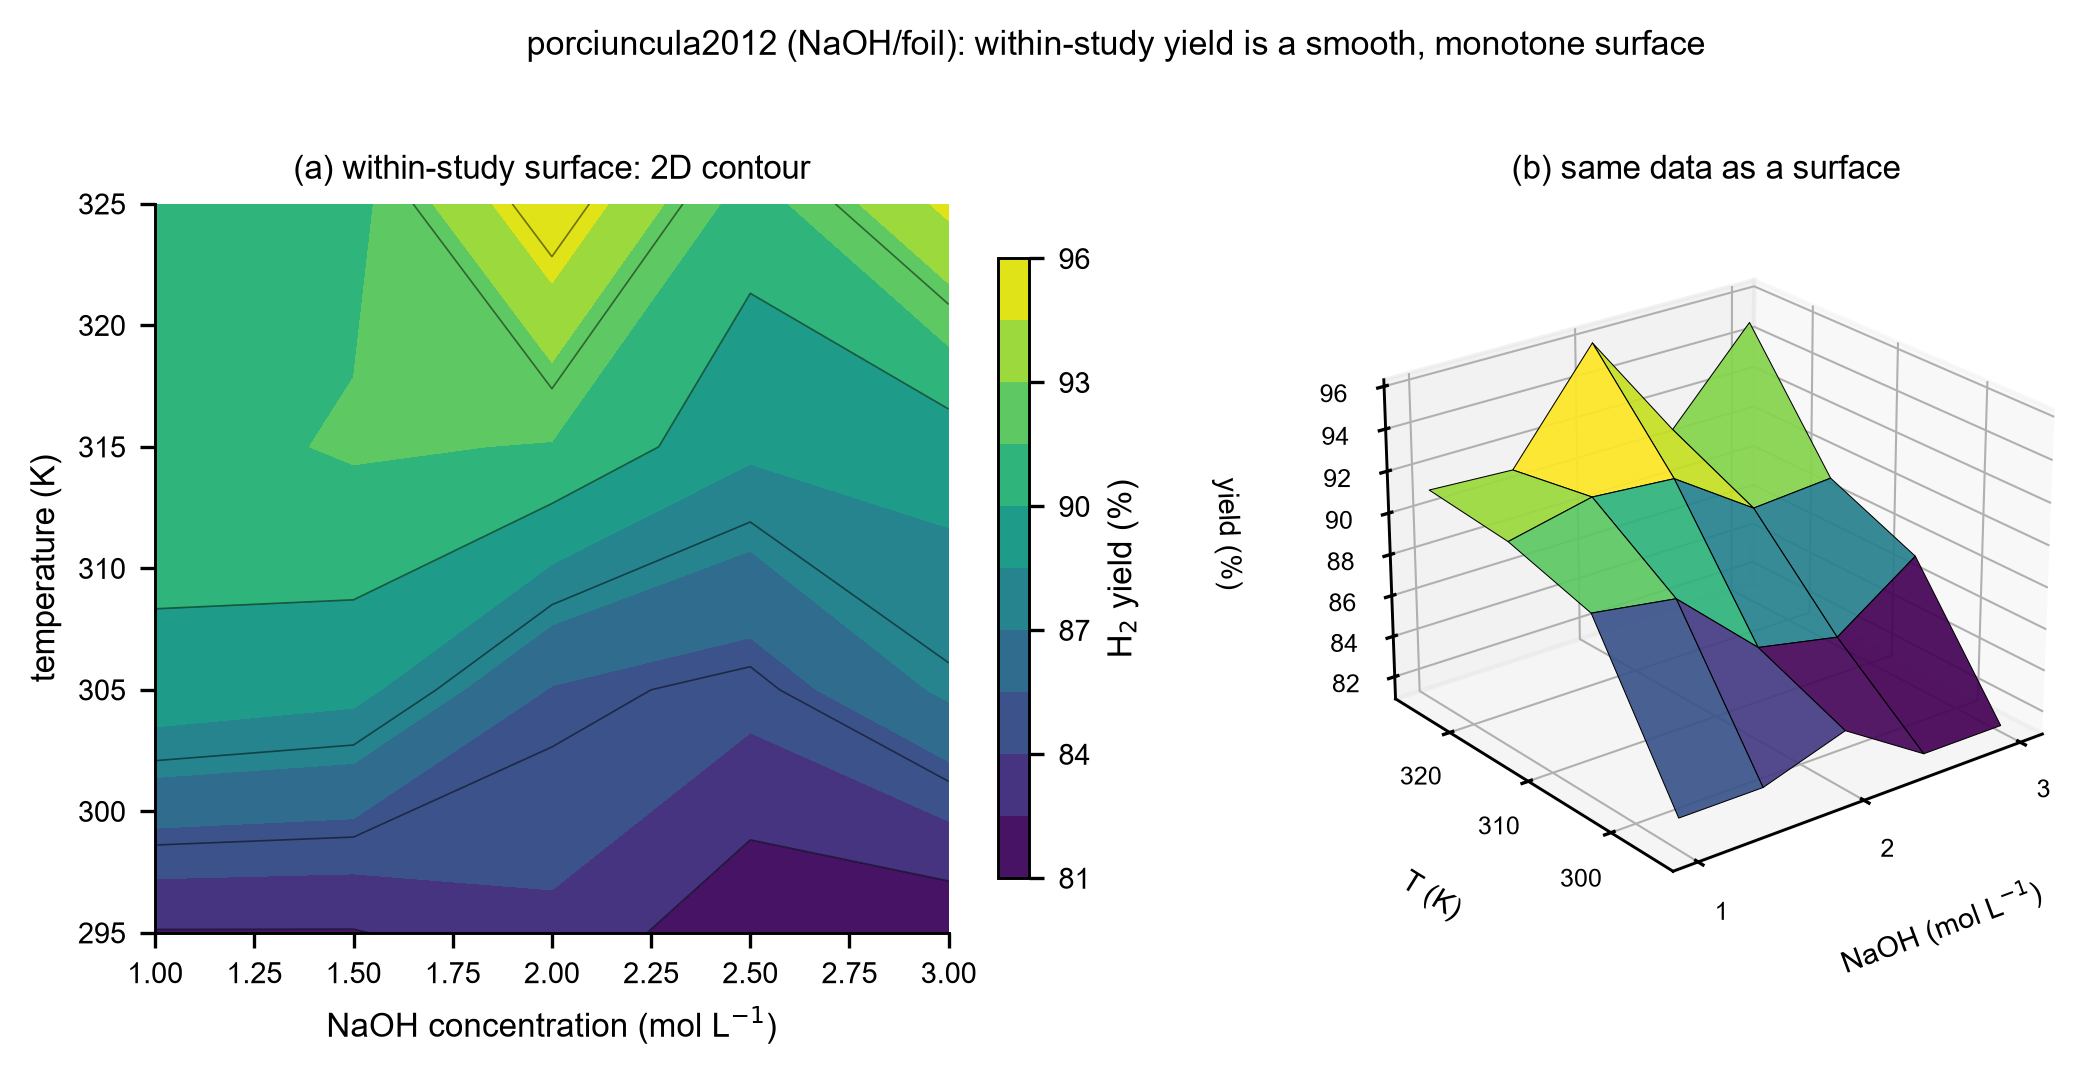 porciuncula2012 (NaOH/foil): within-study yield is a smooth, monotone surface
(a) within-study surface: 2D contour
325
320
315
310
305
300
295
temperature (K)
1.00 1.25 1.50 1.75 2.00 2.25 2.50 2.75 3.00
NaOH concentration (mol L⁻¹)
96
93
90
87
84
81
H₂ yield (%)
(b) same data as a surface
96
94
92
90
88
86
84
82
yield (%)
320
310
300
T (K)
1
2
3
NaOH (mol L⁻¹)